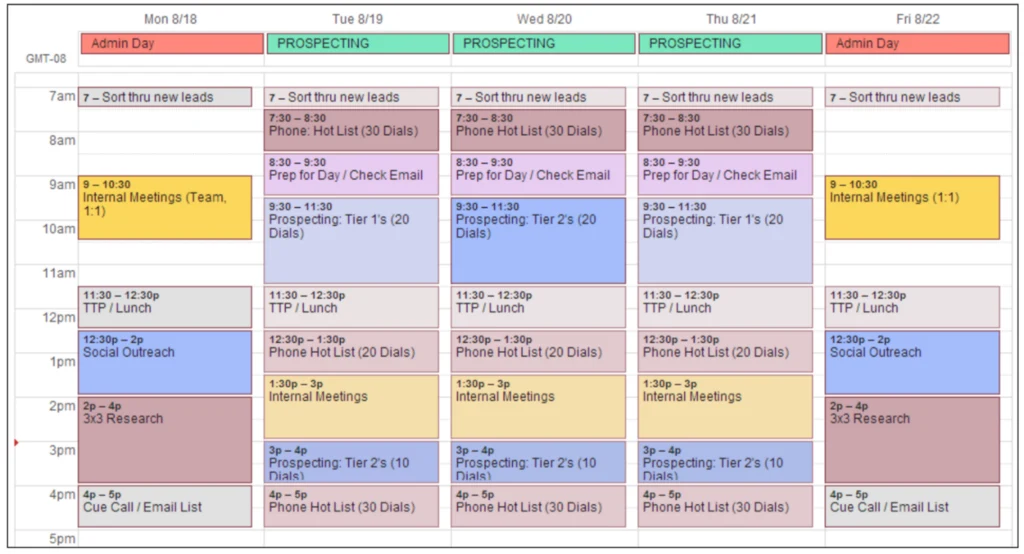 Mon 8/18
Tue 8/19
Wed 8/20
Thu 8/21
Fri 8/22
Admin Day
PROSPECTING
PROSPECTING
PROSPECTING
Admin Day
GMT-08
7am
8am
9am
10am
11am
12pm
1pm
2pm
3pm
4pm
5pm
7 – Sort thru new leads
9 – 10:30
Internal Meetings (Team,
1:1)
11:30 – 12:30p
TTP / Lunch
12:30p – 2p
Social Outreach
2p – 4p
3x3 Research
4p – 5p
Cue Call / Email List
7 – Sort thru new leads
7:30 – 8:30
Phone: Hot List (30 Dials)
8:30 – 9:30
Prep for Day / Check Email
9:30 – 11:30
Prospecting: Tier 1's (20
Dials)
11:30 – 12:30p
TTP / Lunch
12:30p – 1:30p
Phone Hot List (20 Dials)
1:30p – 3p
Internal Meetings
3p – 4p
Prospecting: Tier 2's (10
Dials)
4p – 5p
Phone Hot List (30 Dials)
7 – Sort thru new leads
7:30 – 8:30
Phone Hot List (30 Dials)
8:30 – 9:30
Prep for Day / Check Email
9:30 – 11:30
Prospecting: Tier 2's (20
Dials)
11:30 – 12:30p
TTP / Lunch
12:30p – 1:30p
Phone Hot List (20 Dials)
1:30p – 3p
Internal Meetings
3p – 4p
Prospecting: Tier 2's (10
Dials)
4p – 5p
Phone Hot List (30 Dials)
7 – Sort thru new leads
7:30 – 8:30
Phone Hot List (30 Dials)
8:30 – 9:30
Prep for Day / Check Email
9:30 – 11:30
Prospecting: Tier 1's (20
Dials)
11:30 – 12:30p
TTP / Lunch
12:30p – 1:30p
Phone Hot List (20 Dials)
1:30p – 3p
Internal Meetings
3p – 4p
Prospecting: Tier 2's (10
Dials)
4p – 5p
Phone Hot List (30 Dials)
7 – Sort thru new leads
9 – 10:30
Internal Meetings (1:1)
11:30 – 12:30p
TTP / Lunch
12:30p – 2p
Social Outreach
2p – 4p
3x3 Research
4p – 5p
Cue Call / Email List